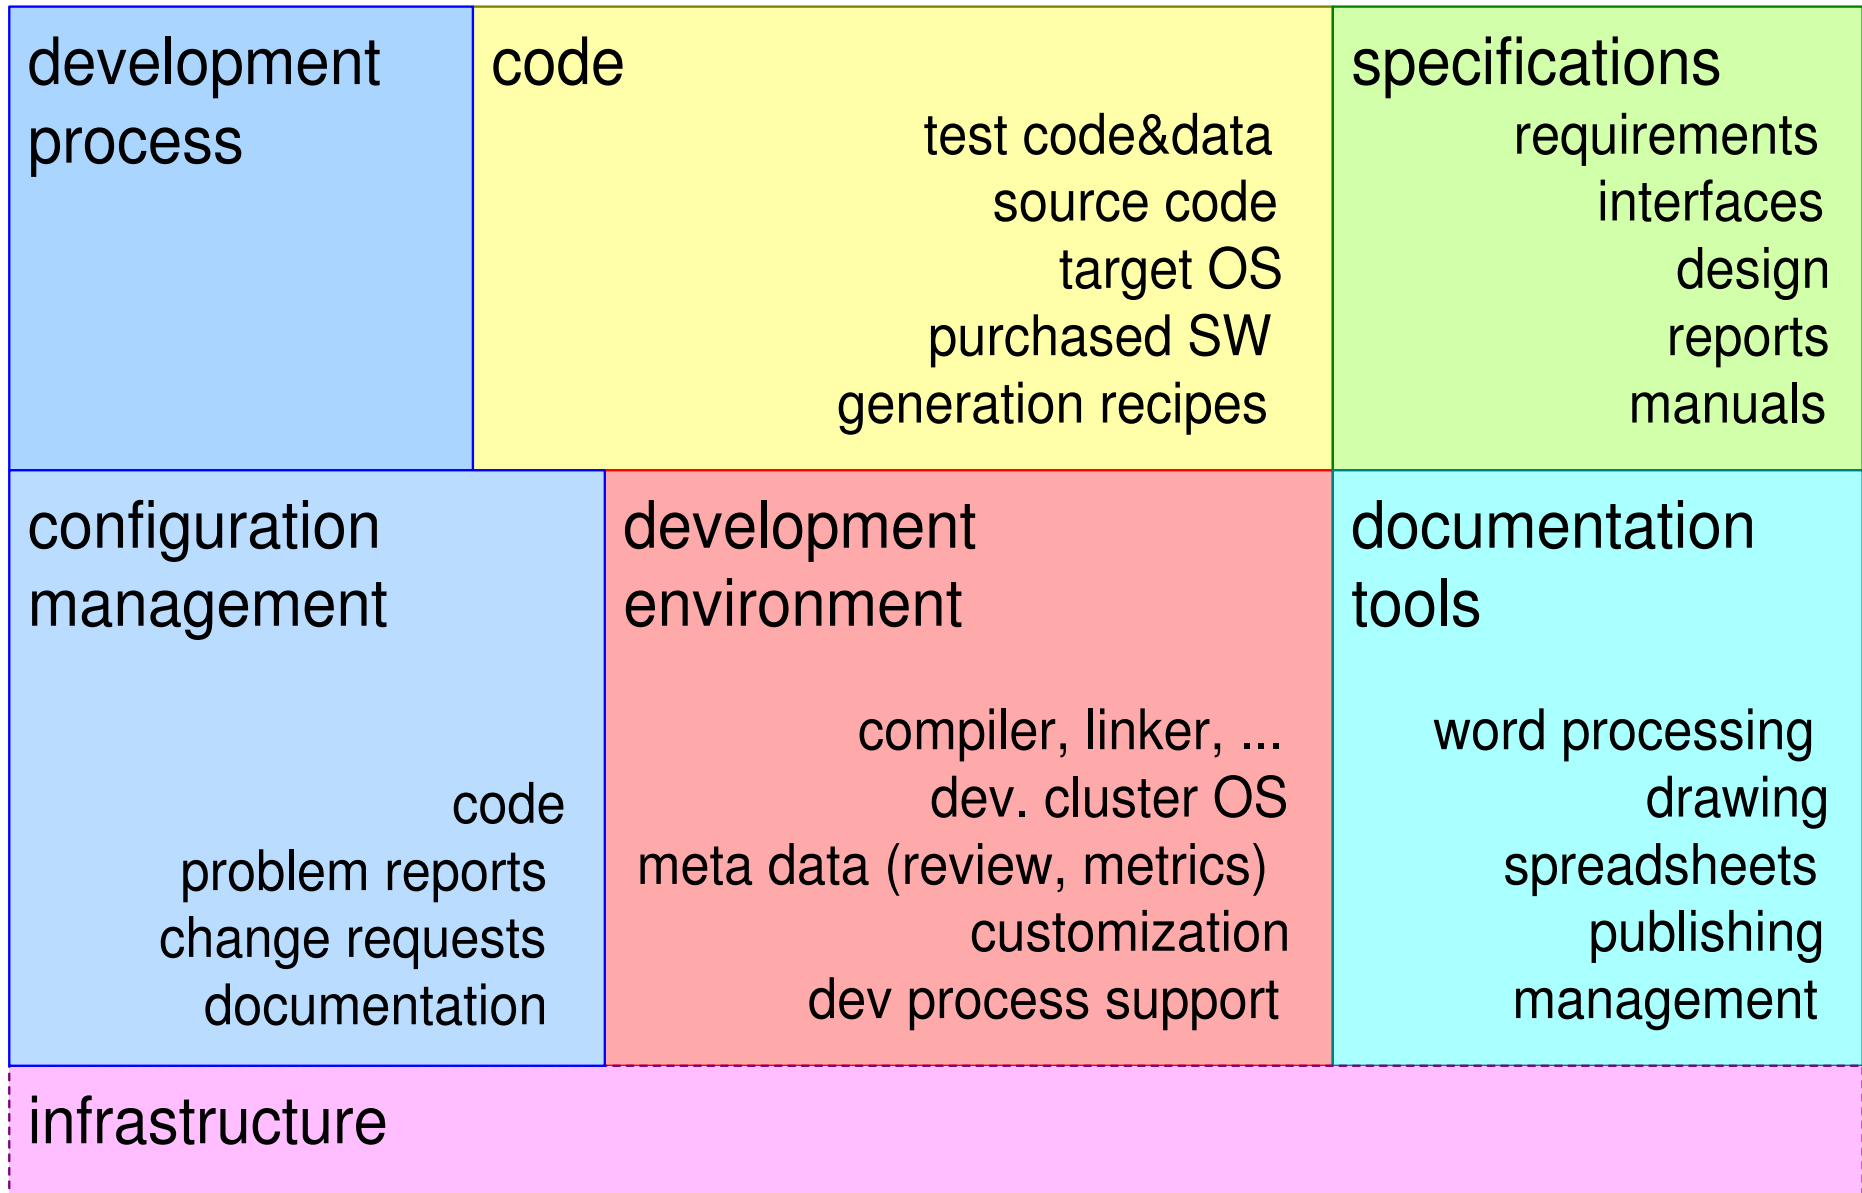 development
process
code
test code&data
source code
target OS
purchased SW
generation recipes
specifications
requirements
interfaces
design
reports
manuals
configuration
management
code
problem reports
change requests
documentation
development
environment
compiler, linker, ...
dev. cluster OS
meta data (review, metrics)
customization
dev process support
documentation
tools
word processing
drawing
spreadsheets
publishing
management
infrastructure